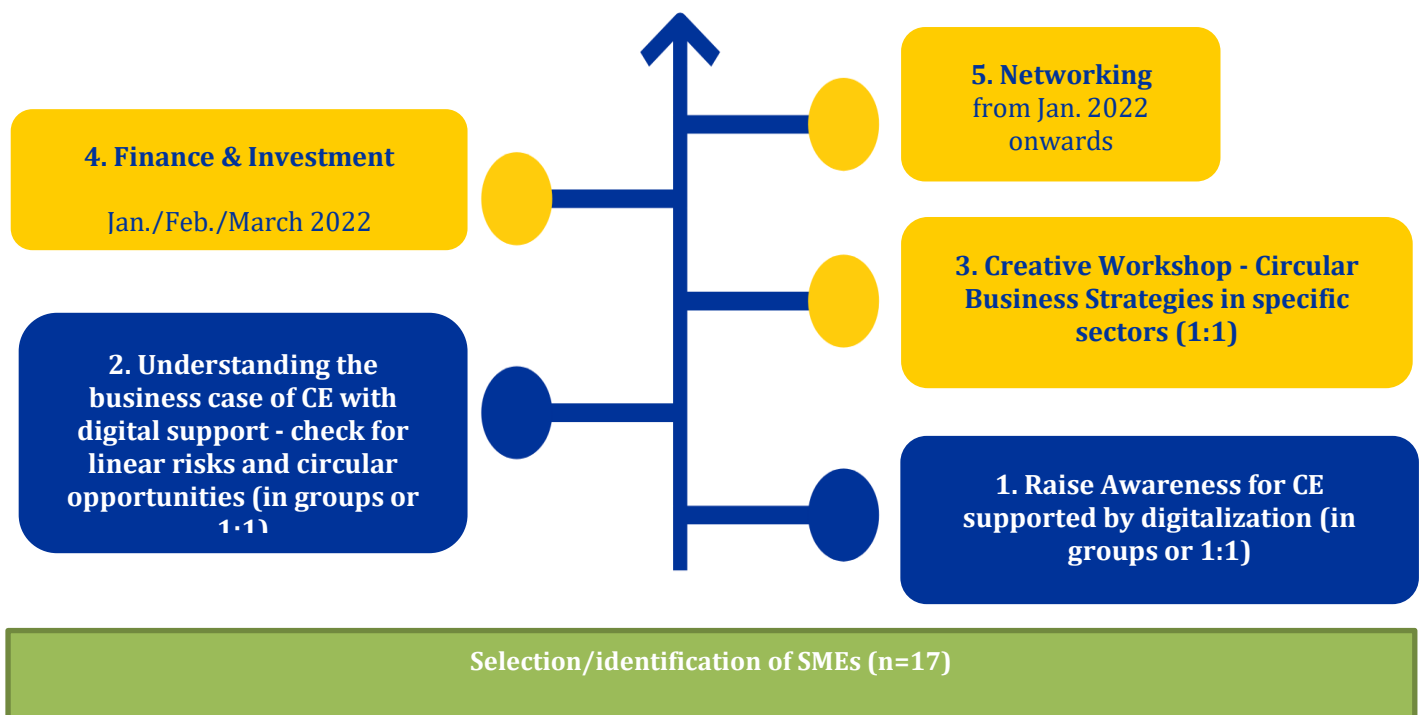 5. Networking
from Jan. 2022
onwards
4. Finance & Investment
Jan./Feb./March 2022
3. Creative Workshop - Circular
Business Strategies in specific
sectors (1:1)
2. Understanding the
business case of CE with
digital support - check for
linear risks and circular
opportunities (in groups or
1:1)
1. Raise Awareness for CE
supported by digitalization (in
groups or 1:1)
Selection/identification of SMEs (n=17)